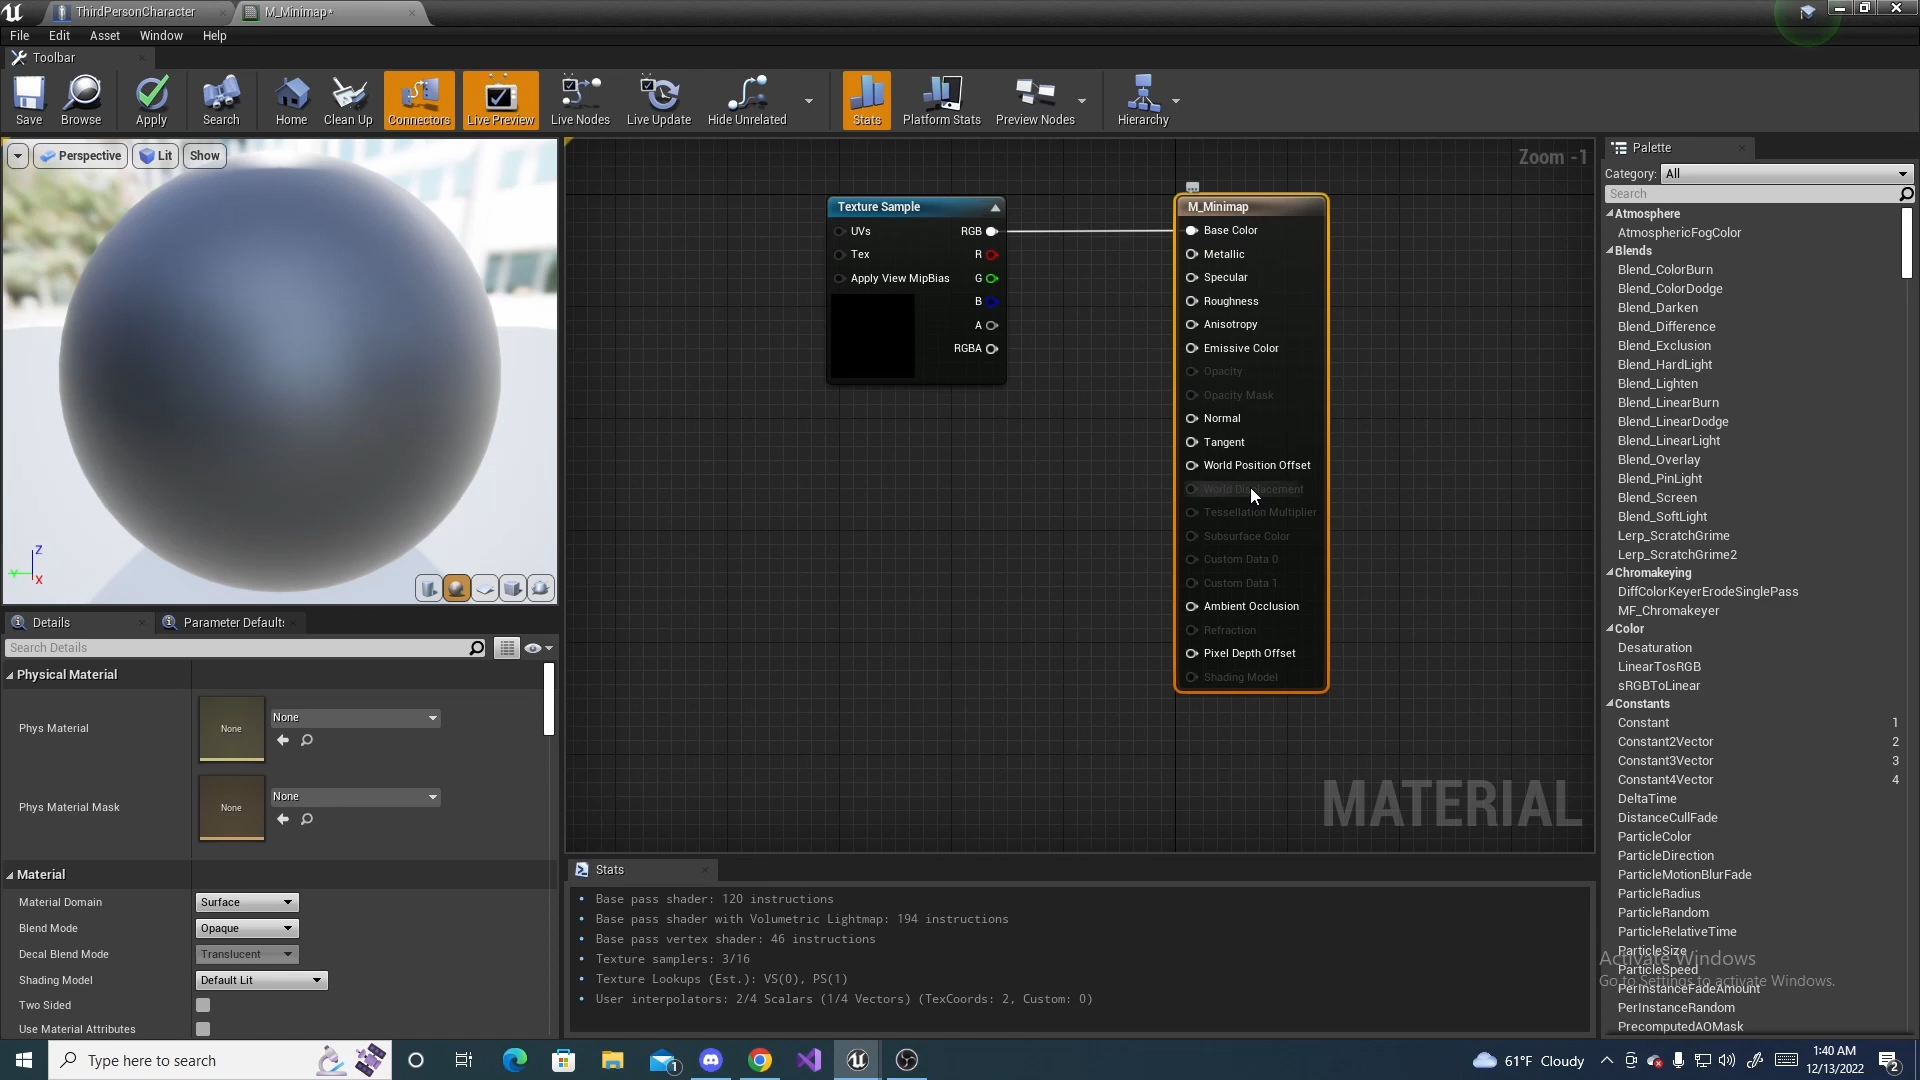 ThirdPersonCharacter
M_Minimap*
File Edit Asset Window Help
Toolbar
Save Browse Apply Search Home Clean Up Connectors Live Preview Live Nodes Live Update Hide Unrelated Stats Platform Stats Preview Nodes Hierarchy
Perspective Lit Show
Zoom -1
Texture Sample
UVs RGB
Tex R
Apply View MipBias G
B
A
RGBA
M_Minimap
Base Color
Metallic
Specular
Roughness
Anisotropy
Emissive Color
Opacity
Opacity Mask
Normal
Tangent
World Position Offset
World Displacement
Tessellation Multiplier
Subsurface Color
Custom Data 0
Custom Data 1
Ambient Occlusion
Refraction
Pixel Depth Offset
Shading Model
MATERIAL
Z
Y
X
Details
Parameter Defaults
Search Details
Physical Material
Phys Material None None
Phys Material Mask None None
Material
Material Domain Surface
Blend Mode Opaque
Decal Blend Mode Translucent
Shading Model Default Lit
Two Sided
Use Material Attributes
Stats
Base pass shader: 120 instructions
Base pass shader with Volumetric Lightmap: 194 instructions
Base pass vertex shader: 46 instructions
Texture samplers: 3/16
Texture Lookups (Est.): VS(0), PS(1)
User interpolators: 2/4 Scalars (1/4 Vectors) (TexCoords: 2, Custom: 0)
Palette
Category: All
Search
Atmosphere
AtmosphericFogColor
Blends
Blend_ColorBurn
Blend_ColorDodge
Blend_Darken
Blend_Difference
Blend_Exclusion
Blend_HardLight
Blend_Lighten
Blend_LinearBurn
Blend_LinearDodge
Blend_LinearLight
Blend_Overlay
Blend_PinLight
Blend_Screen
Blend_SoftLight
Lerp_ScratchGrime
Lerp_ScratchGrime2
Chromakeying
DiffColorKeyerErodeSinglePass
MF_Chromakeyer
Color
Desaturation
LinearTosRGB
sRGBToLinear
Constants
Constant 1
Constant2Vector 2
Constant3Vector 3
Constant4Vector 4
DeltaTime
DistanceCullFade
ParticleColor
ParticleDirection
ParticleMotionBlurFade
ParticleRadius
ParticleRandom
ParticleRelativeTime
ParticleSize
ParticleSpeed
PerInstanceFadeAmount
PerInstanceRandom
PrecomputedAOMask
Activate Windows
Go to Settings to activate Windows.
Type here to search
1
61°F Cloudy
1:40 AM
12/13/2022
2